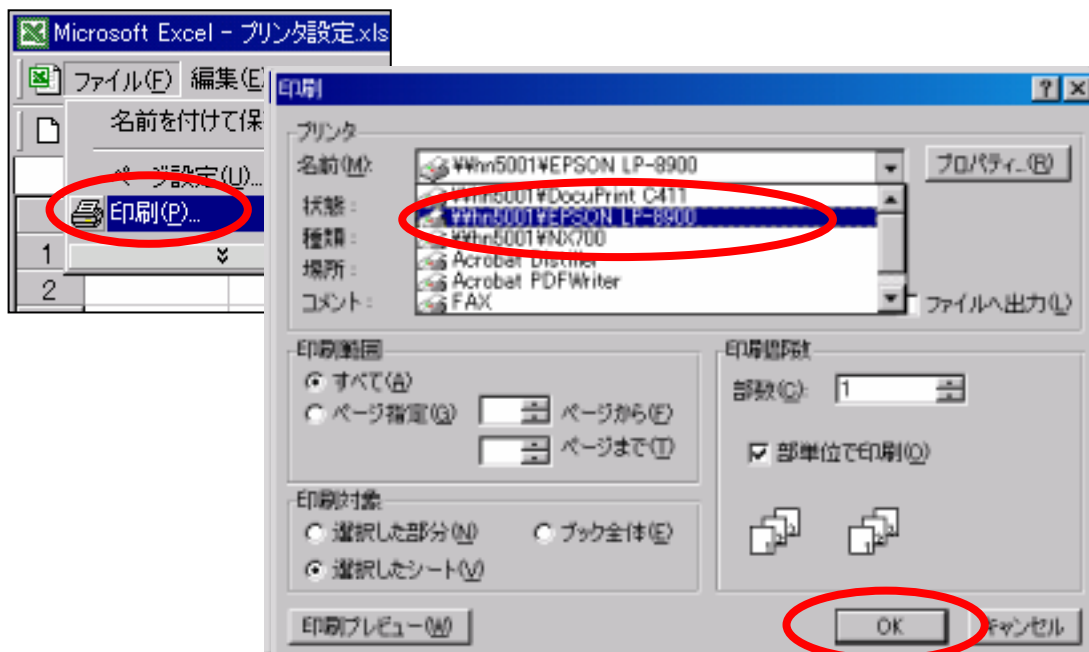 Microsoft Excel - プリンタ設定.xls
ファイル(F) 編集(E)
名前を付けて保
ページ設定(U)...
印刷(P)...
1
2
印刷
プリンタ
名前(M):
¥¥hn5001¥EPSON LP-8900
プロパティ...(R)
状態:
種類:
場所:
コメント:
¥¥hn5001¥DocuPrint C411
¥¥hn5001¥EPSON LP-8900
¥¥hn5001¥NX700
Acrobat Distiller
Acrobat PDFWriter
FAX
ファイルへ出力(L)
印刷範囲
すべて(A)
ページ指定(G)
ページから(F)
ページまで(T)
印刷部数
部数(C): 1
部単位で印刷(O)
印刷対象
選択した部分(N)
ブック全体(E)
選択したシート(V)
印刷プレビュー(W)
OK
キャンセル